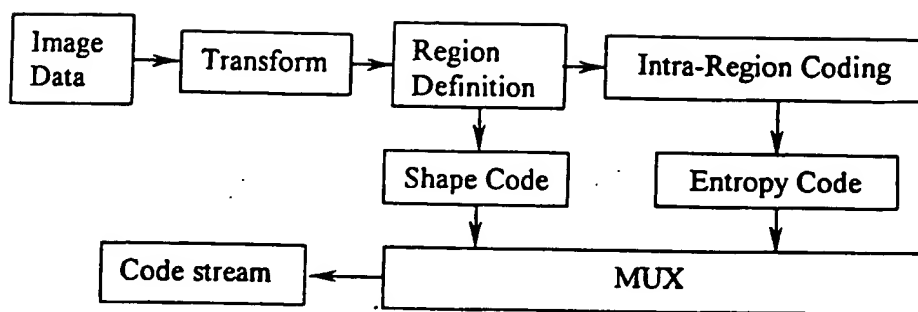 Image
Data
Transform
Region
Definition
Intra-Region Coding
Shape Code
Entropy Code
Code stream
MUX